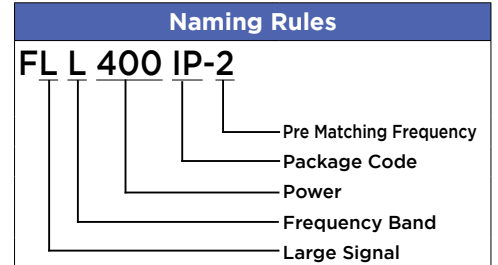 Naming Rules
FL L 400 IP-2
Pre Matching Frequency
Package Code
Power
Frequency Band
Large Signal